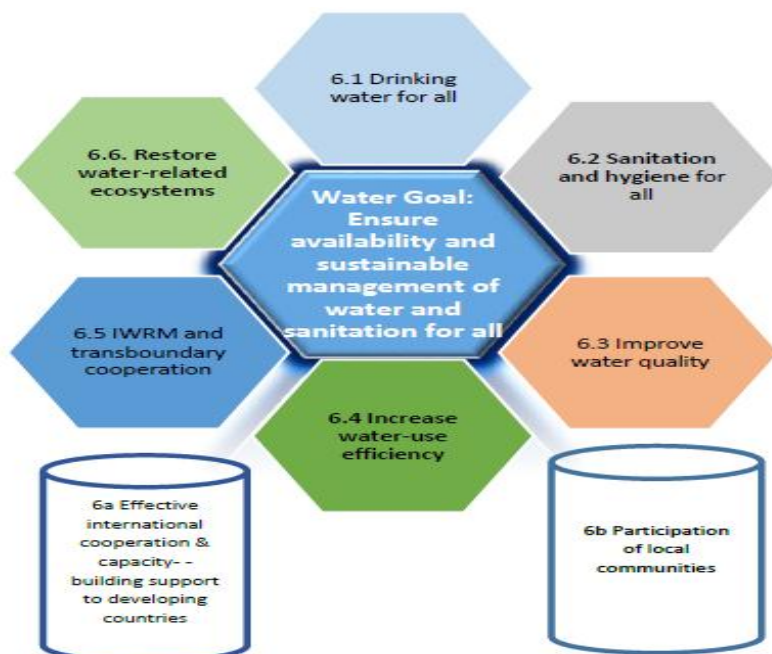 6.1 Drinking
water for all
6.6. Restore
water-related
ecosystems
6.2 Sanitation
and hygiene for
all
Water Goal:
Ensure
availability and
sustainable
management of
water and
sanitation for all
6.5 IWRM and
transboundary
cooperation
6.3 Improve
water quality
6.4 Increase
water-use
efficiency
6a Effective
international
cooperation &
capacity- -
building support
to developing
countries
6b Participation
of local
communities